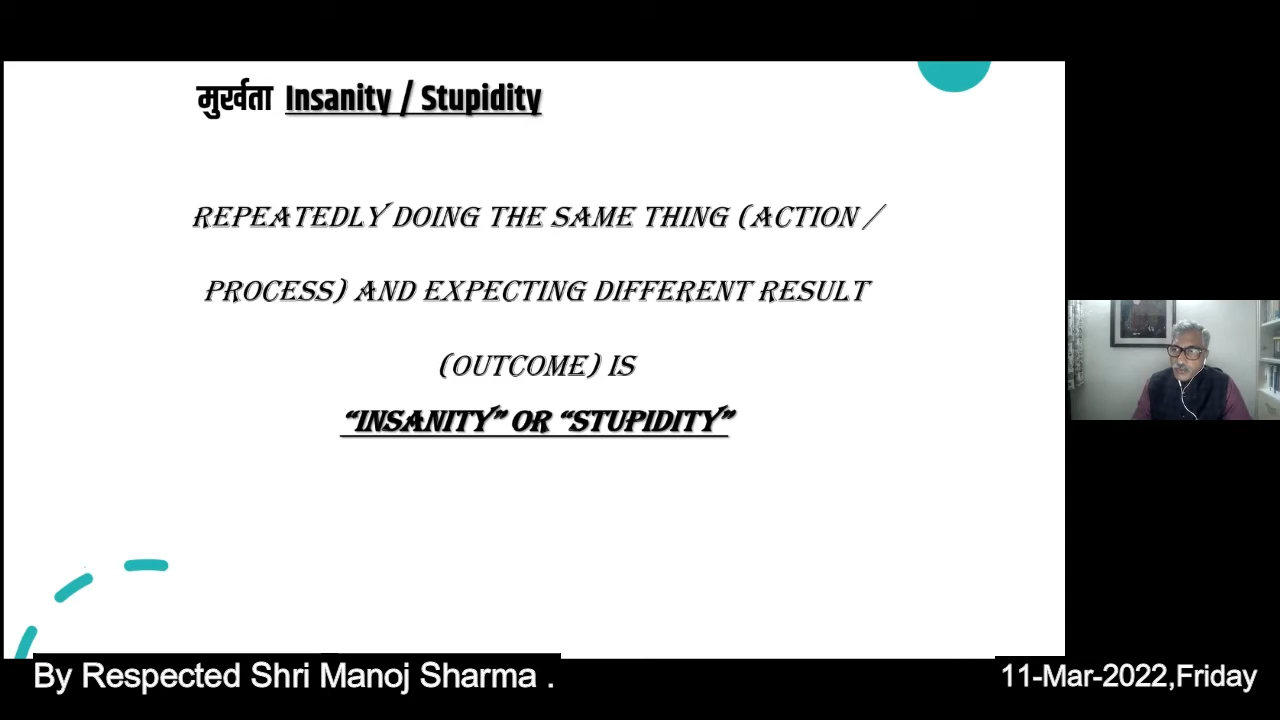 मुर्खता Insanity / Stupidity
REPEATEDLY DOING THE SAME THING (ACTION /
PROCESS) AND EXPECTING DIFFERENT RESULT
(OUTCOME) IS
“INSANITY” OR “STUPIDITY”
By Respected Shri Manoj Sharma .
11-Mar-2022,Friday